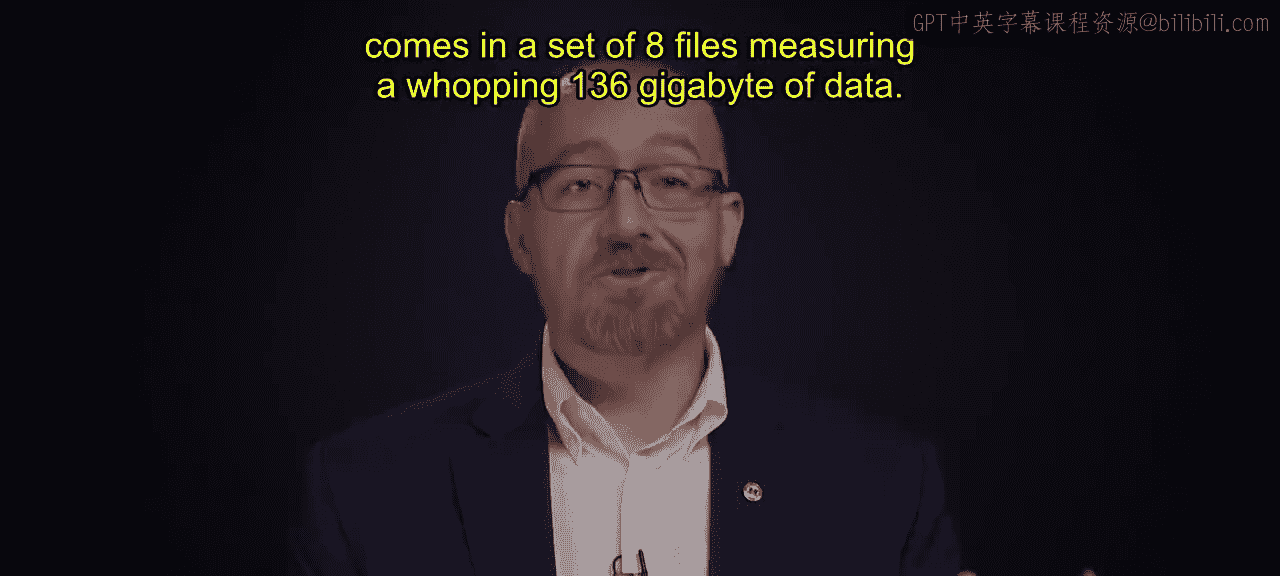 GPT中英字幕课程资源@bilibili.com
comes in a set of 8 files measuring
a whopping 136 gigabyte of data.